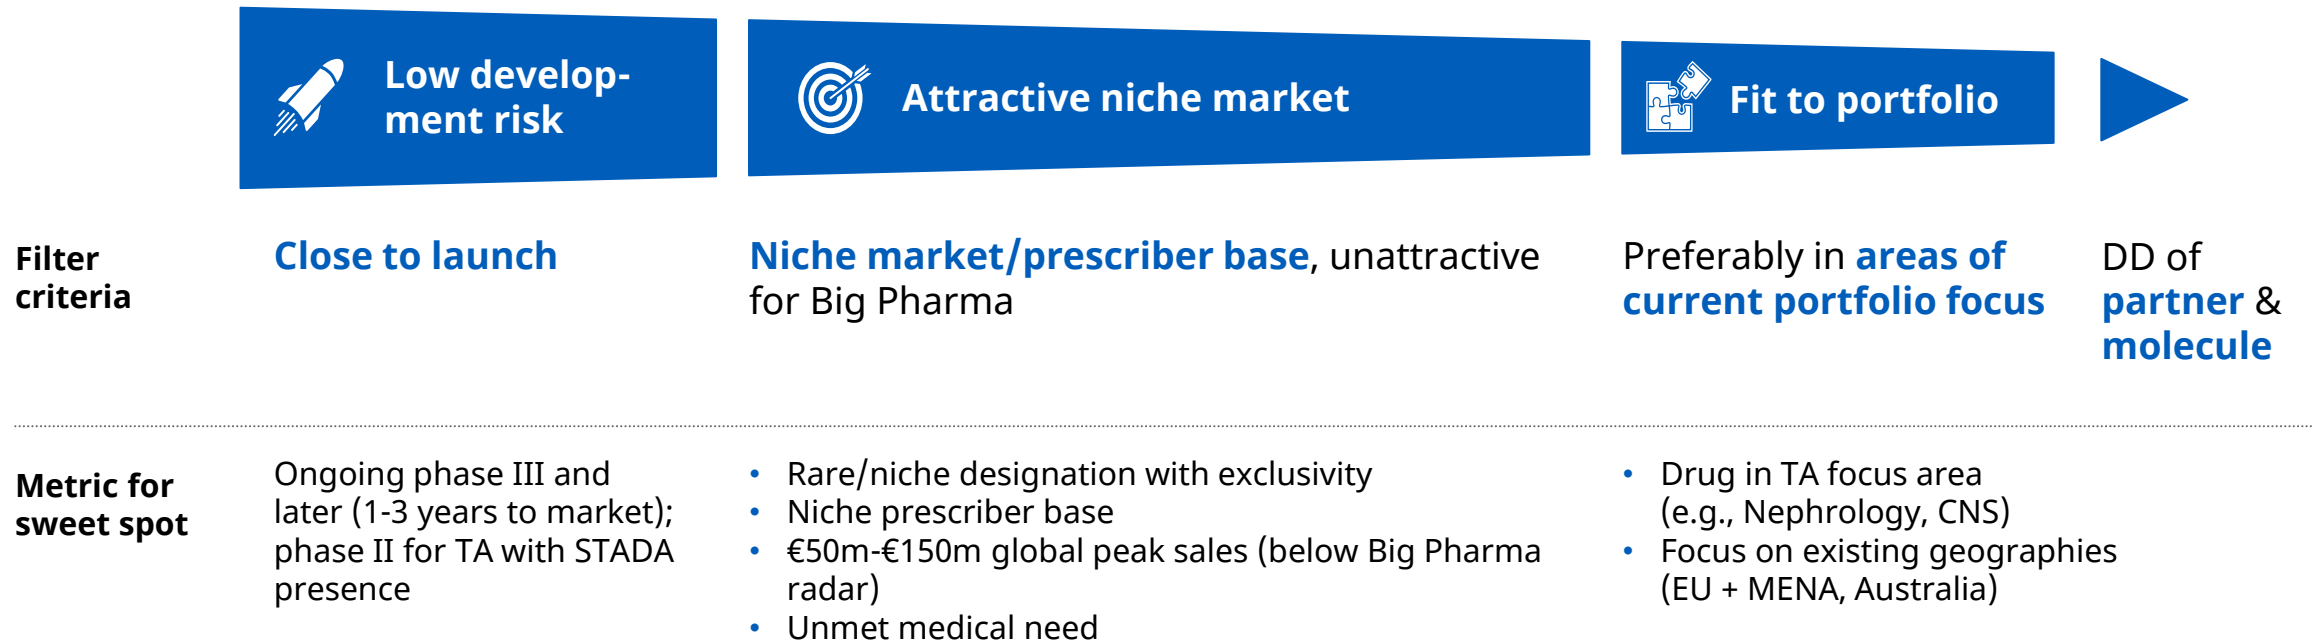 Low develop-
ment risk
Attractive niche market
Fit to portfolio
Filter
criteria
Close to launch
Niche market/prescriber base, unattractive
for Big Pharma
Preferably in areas of
current portfolio focus
DD of
partner &
molecule
Metric for
sweet spot
Ongoing phase III and
later (1-3 years to market);
phase II for TA with STADA
presence
• Rare/niche designation with exclusivity
• Niche prescriber base
• €50m-€150m global peak sales (below Big Pharma
radar)
• Unmet medical need
• Drug in TA focus area
(e.g., Nephrology, CNS)
• Focus on existing geographies
(EU + MENA, Australia)